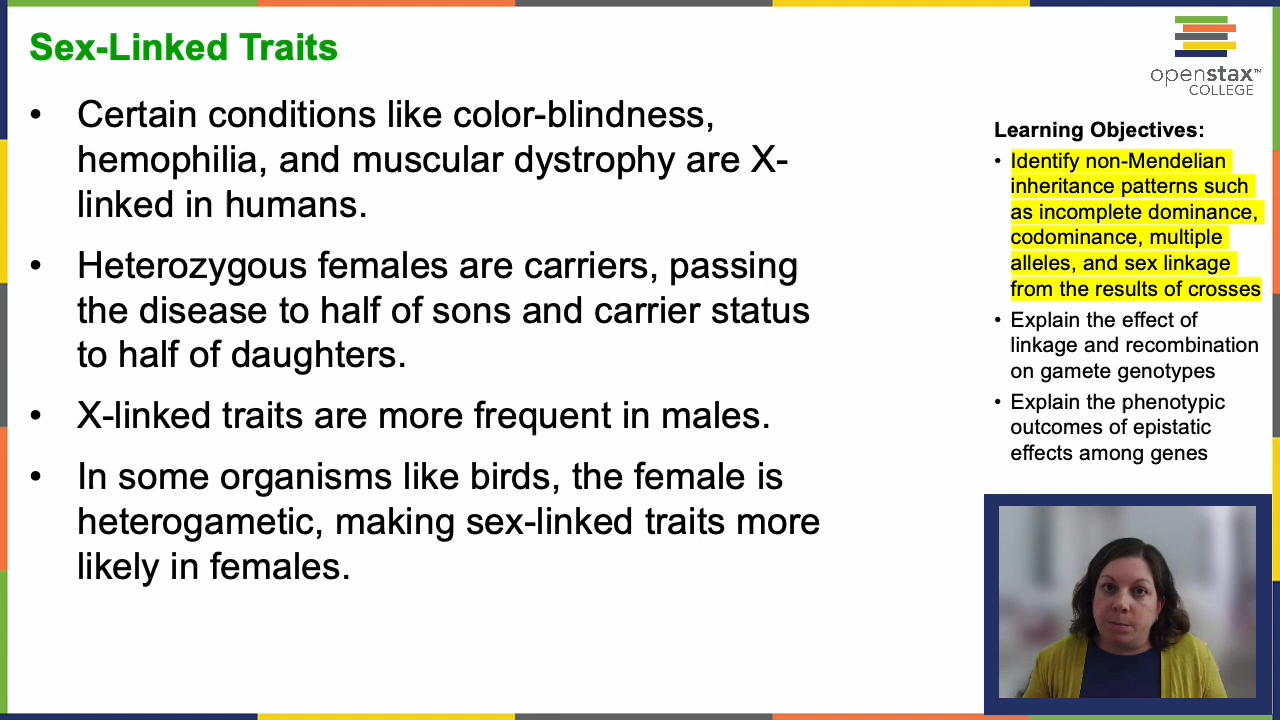 Sex-Linked Traits
• Certain conditions like color-blindness,
hemophilia, and muscular dystrophy are X-
linked in humans.
• Heterozygous females are carriers, passing
the disease to half of sons and carrier status
to half of daughters.
• X-linked traits are more frequent in males.
• In some organisms like birds, the female is
heterogametic, making sex-linked traits more
likely in females.
openstax™
COLLEGE
Learning Objectives:
• Identify non-Mendelian
inheritance patterns such
as incomplete dominance,
codominance, multiple
alleles, and sex linkage
from the results of crosses
• Explain the effect of
linkage and recombination
on gamete genotypes
• Explain the phenotypic
outcomes of epistatic
effects among genes